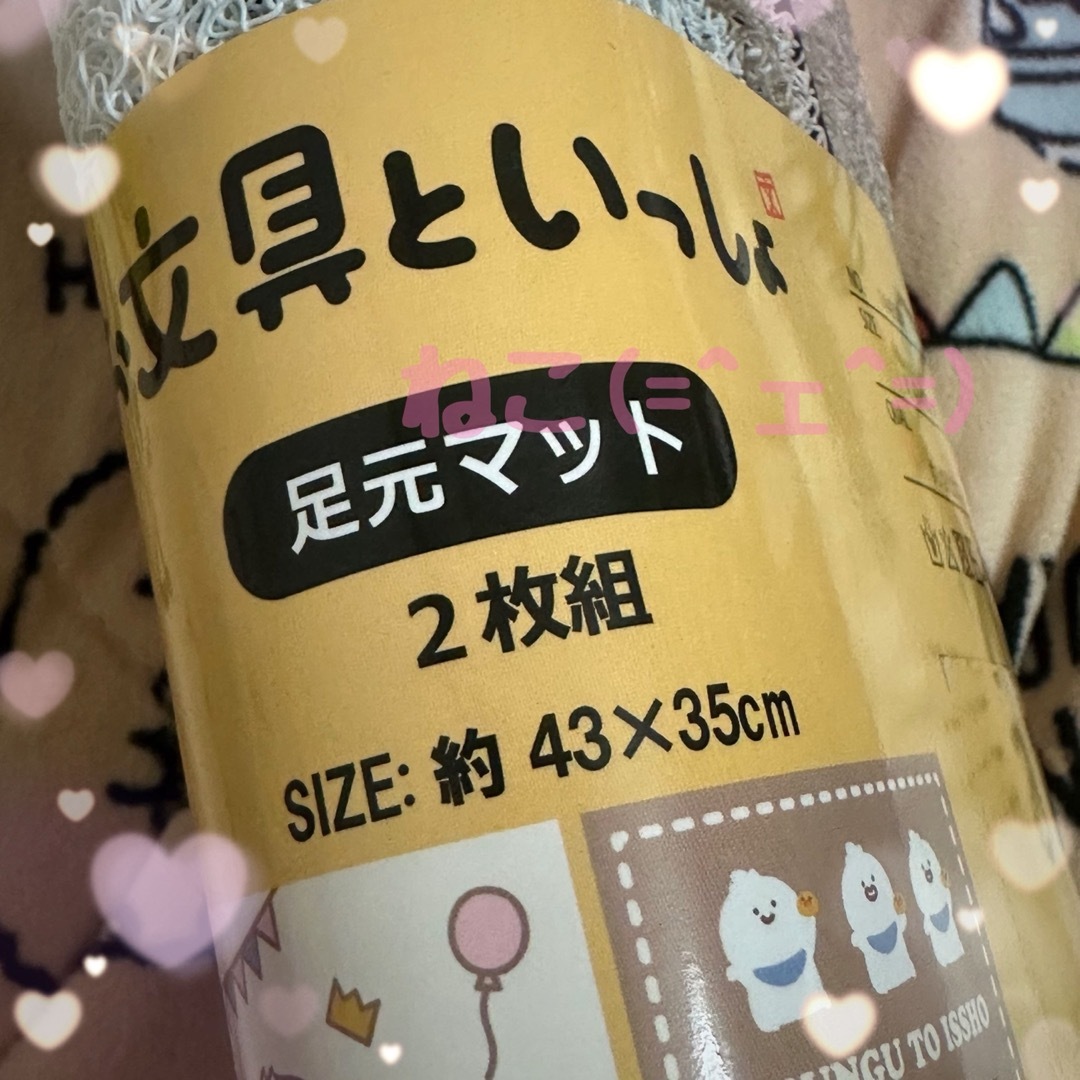 文具といっしょ
ねこ(=^ェ^=)
足元マット
2枚組
SIZE: 約 43×35cm
UNGU TO ISSHO